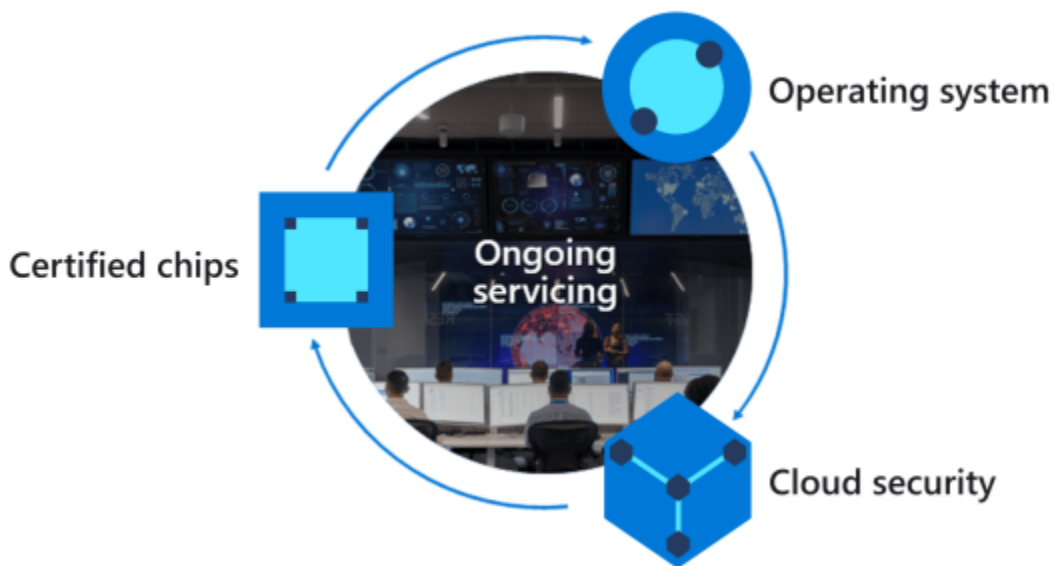 Operating system
Certified chips
Ongoing
servicing
Cloud security